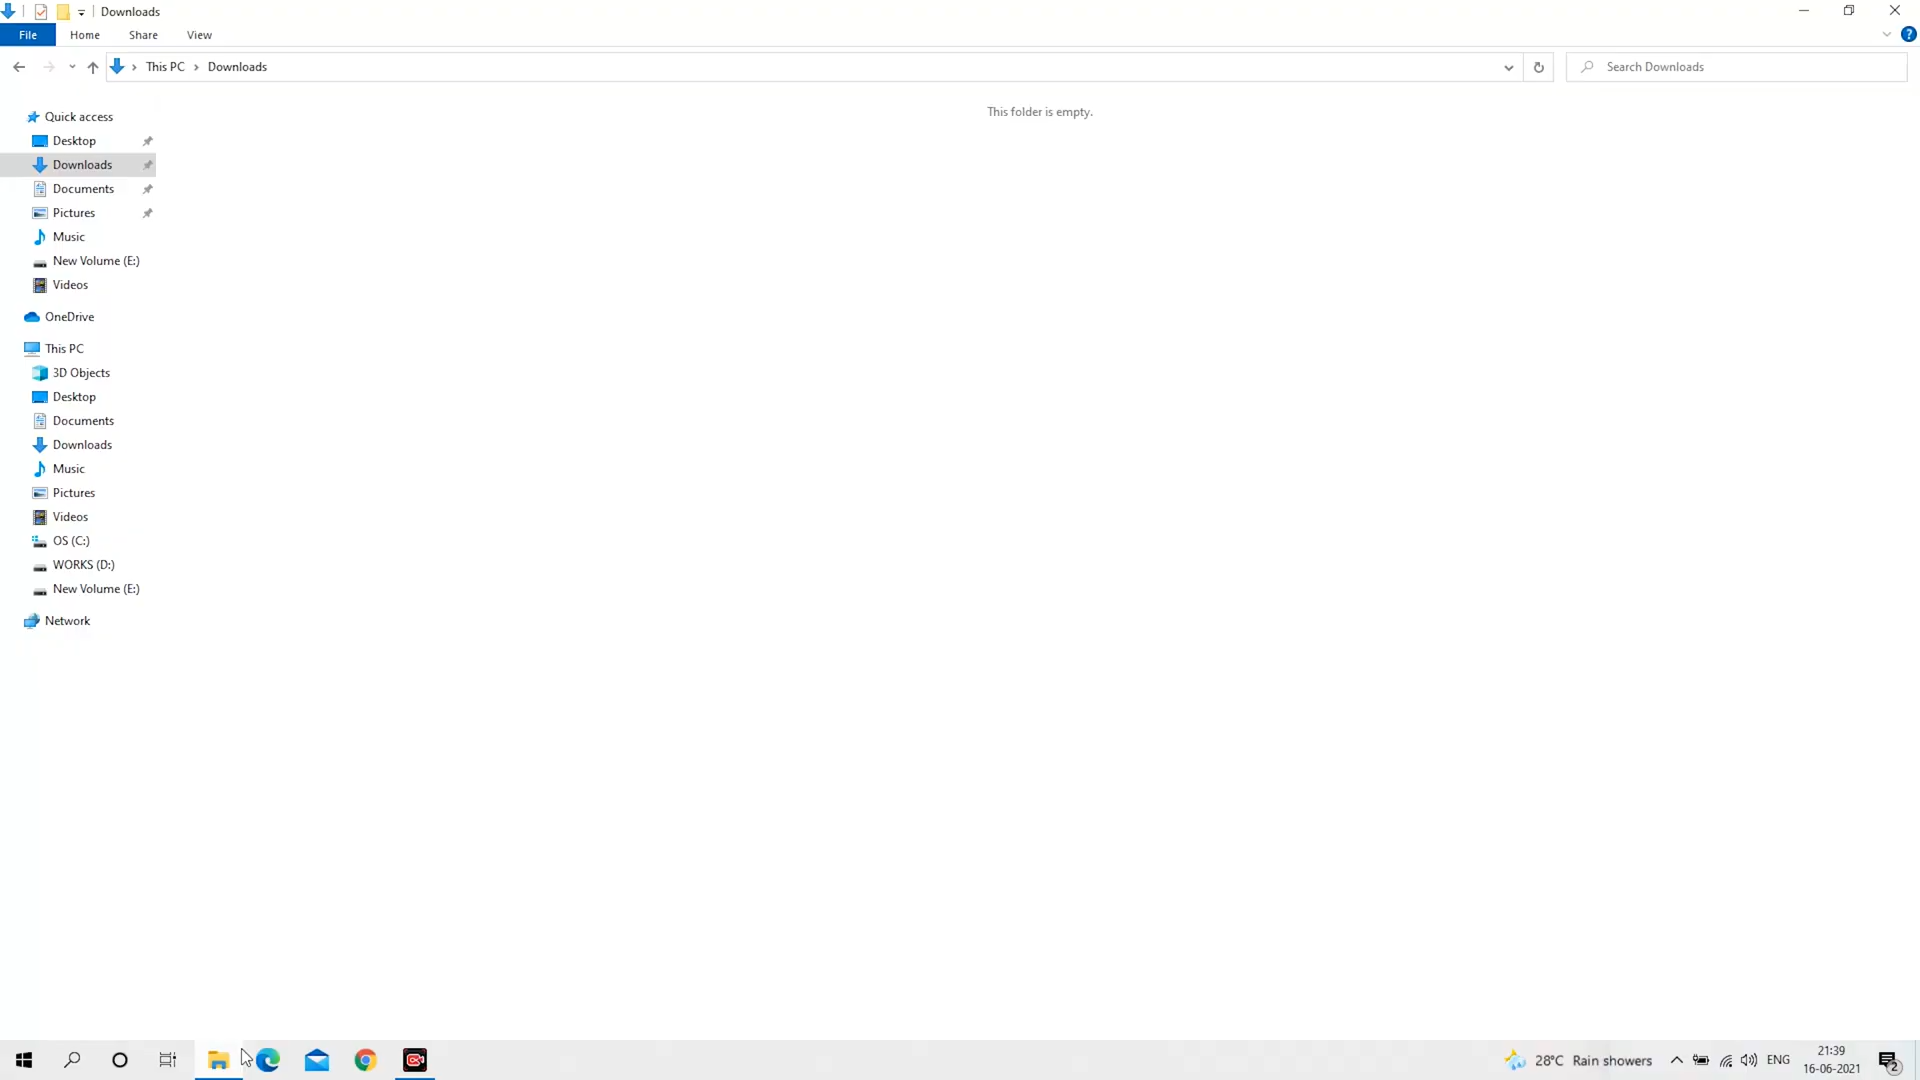 Downloads
File Home Share View
This PC Downloads
Search Downloads
This folder is empty.
Quick access
Desktop
Downloads
Documents
Pictures
Music
New Volume (E:)
Videos
OneDrive
This PC
3D Objects
Desktop
Documents
Downloads
Music
Pictures
Videos
OS (C:)
WORKS (D:)
New Volume (E:)
Network
28°C Rain showers
ENG
21:39
16-06-2021
2